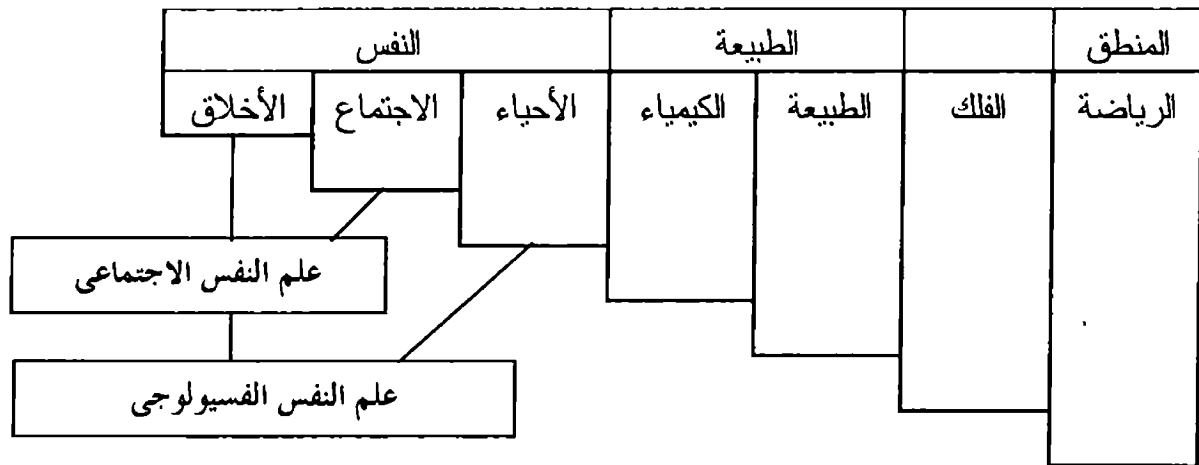 المنطق الطبيعة النفس
الرياضة الفلك الطبيعة الكيمياء الأحياء الاجتماع الأخلاق
علم النفس الاجتماعى
علم النفس الفسيولوجى